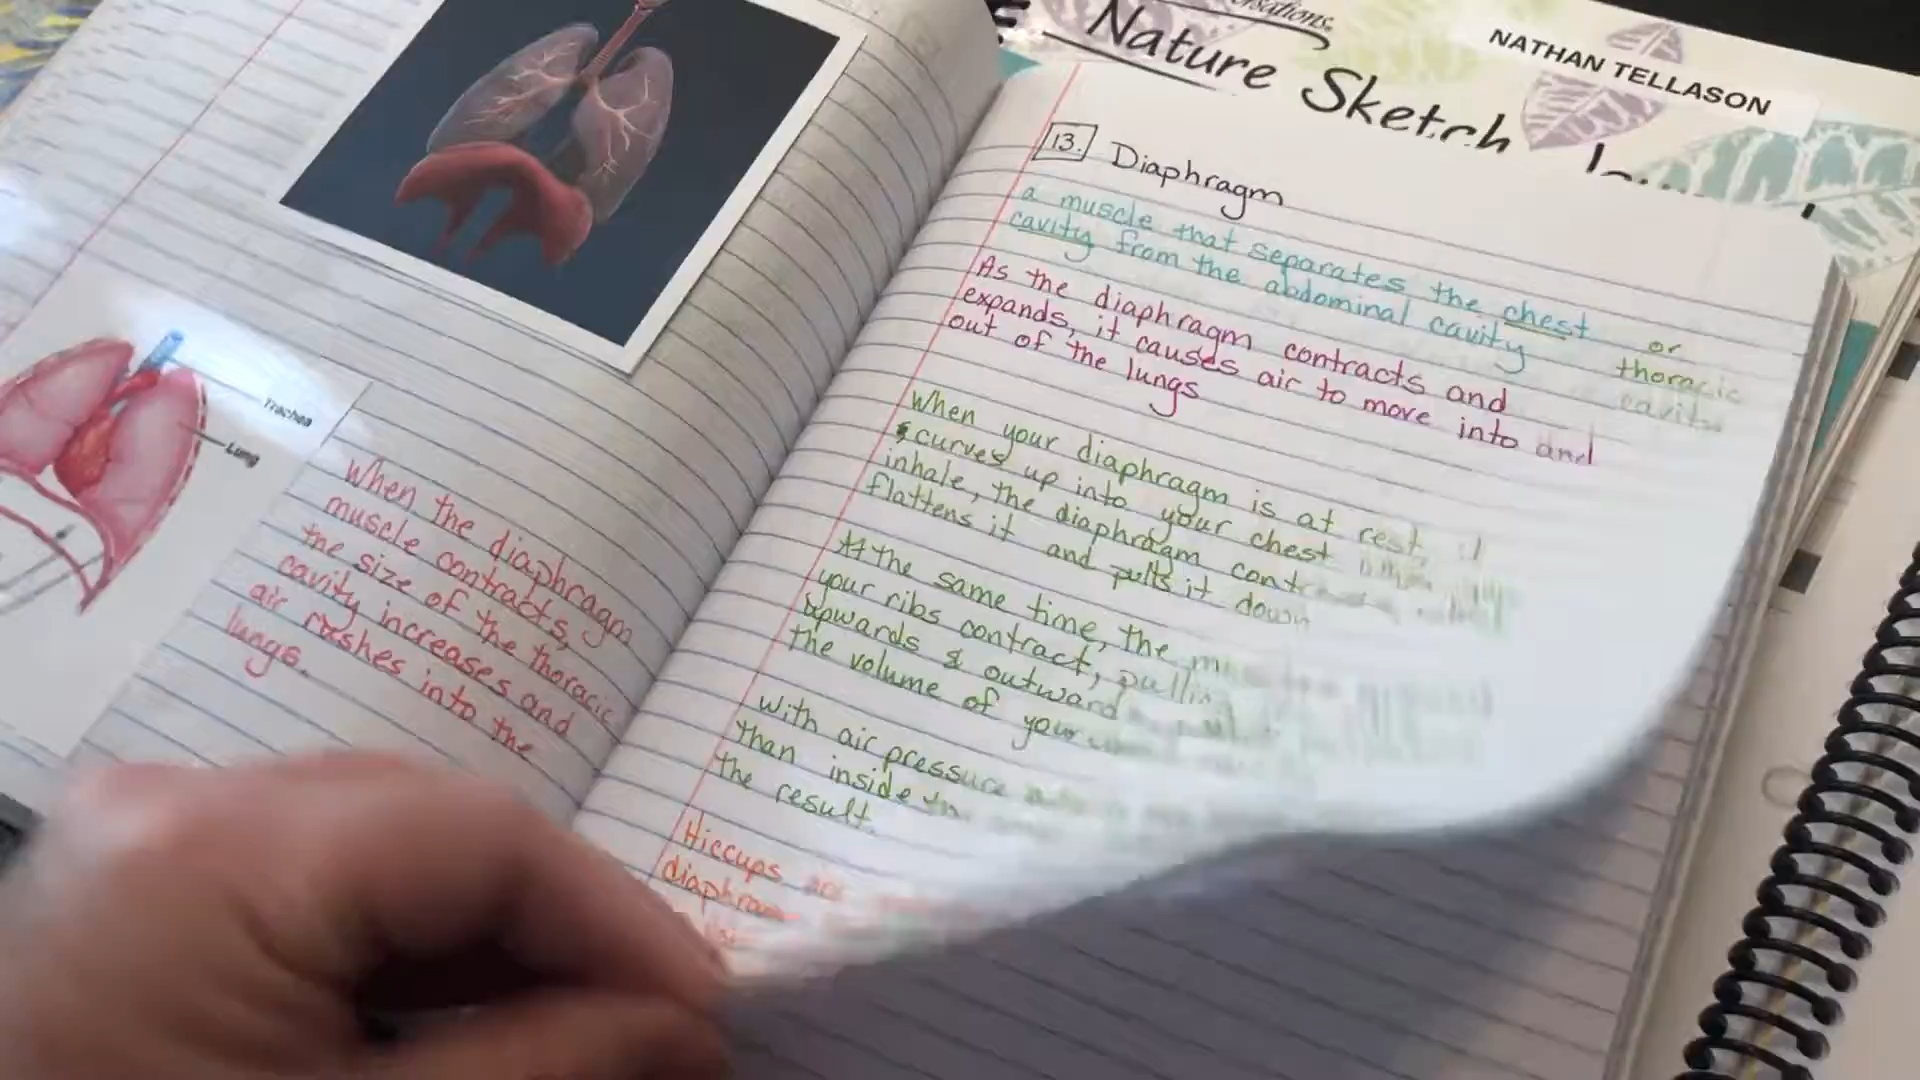 Nature Sketch
NATHAN TELLASON
Trachea
Lung
When the diaphragm
muscle contracts,
the size of the thoracic
cavity increases and
air rushes into the
lungs.
13. Diaphragm
a muscle that separates the chest
cavity from the abdominal cavity
or
thoracic
cavity
As the diaphragm contracts and
expands, it causes air to move into and
out of the lungs
When your diaphragm is at rest, it
curves up into your chest
inhale, the diaphragm
flattens it and pulls it down
At the same time, the
your ribs contract, pulling
upwards & outward
the volume of your
With air pressure
than inside
the result.
Hiccups are